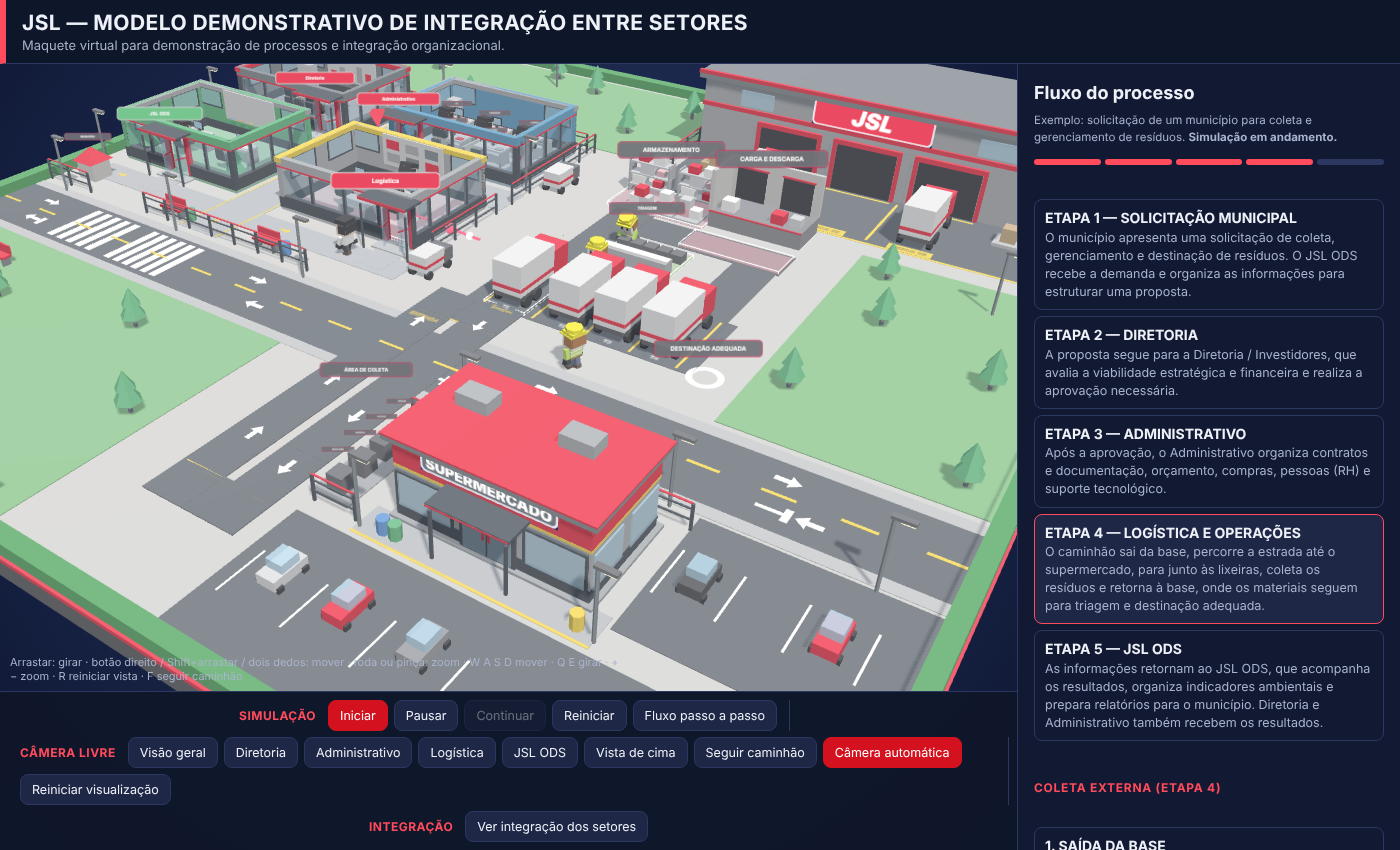 JSL — MODELO DEMONSTRATIVO DE INTEGRAÇÃO ENTRE SETORES
Maquete virtual para demonstração de processos e integração organizacional.
Diretoria
Administrativo
JSL ODS
Logística
JSL
ARMAZENAMENTO
CARGA E DESCARGA
TRIAGEM
DESTINAÇÃO ADEQUADA
ÁREA DE COLETA
SUPERMERCADO
Arrastar: girar · botão direito / Shift+arrastar / dois dedos: mover · roda ou pinça: zoom · W A S D mover · Q E girar · +
− zoom · R reiniciar vista · F seguir caminhão
SIMULAÇÃO
Iniciar
Pausar
Continuar
Reiniciar
Fluxo passo a passo
CÂMERA LIVRE
Visão geral
Diretoria
Administrativo
Logística
JSL ODS
Vista de cima
Seguir caminhão
Câmera automática
Reiniciar visualização
INTEGRAÇÃO
Ver integração dos setores
Fluxo do processo
Exemplo: solicitação de um município para coleta e
gerenciamento de resíduos. Simulação em andamento.
ETAPA 1 — SOLICITAÇÃO MUNICIPAL
O município apresenta uma solicitação de coleta,
gerenciamento e destinação de resíduos. O JSL ODS
recebe a demanda e organiza as informações para
estruturar uma proposta.
ETAPA 2 — DIRETORIA
A proposta segue para a Diretoria / Investidores, que
avalia a viabilidade estratégica e financeira e realiza a
aprovação necessária.
ETAPA 3 — ADMINISTRATIVO
Após a aprovação, o Administrativo organiza contratos
e documentação, orçamento, compras, pessoas (RH) e
suporte tecnológico.
ETAPA 4 — LOGÍSTICA E OPERAÇÕES
O caminhão sai da base, percorre a estrada até o
supermercado, para junto às lixeiras, coleta os
resíduos e retorna à base, onde os materiais seguem
para triagem e destinação adequada.
ETAPA 5 — JSL ODS
As informações retornam ao JSL ODS, que acompanha
os resultados, organiza indicadores ambientais e
prepara relatórios para o município. Diretoria e
Administrativo também recebem os resultados.
COLETA EXTERNA (ETAPA 4)
1. SAÍDA DA BASE